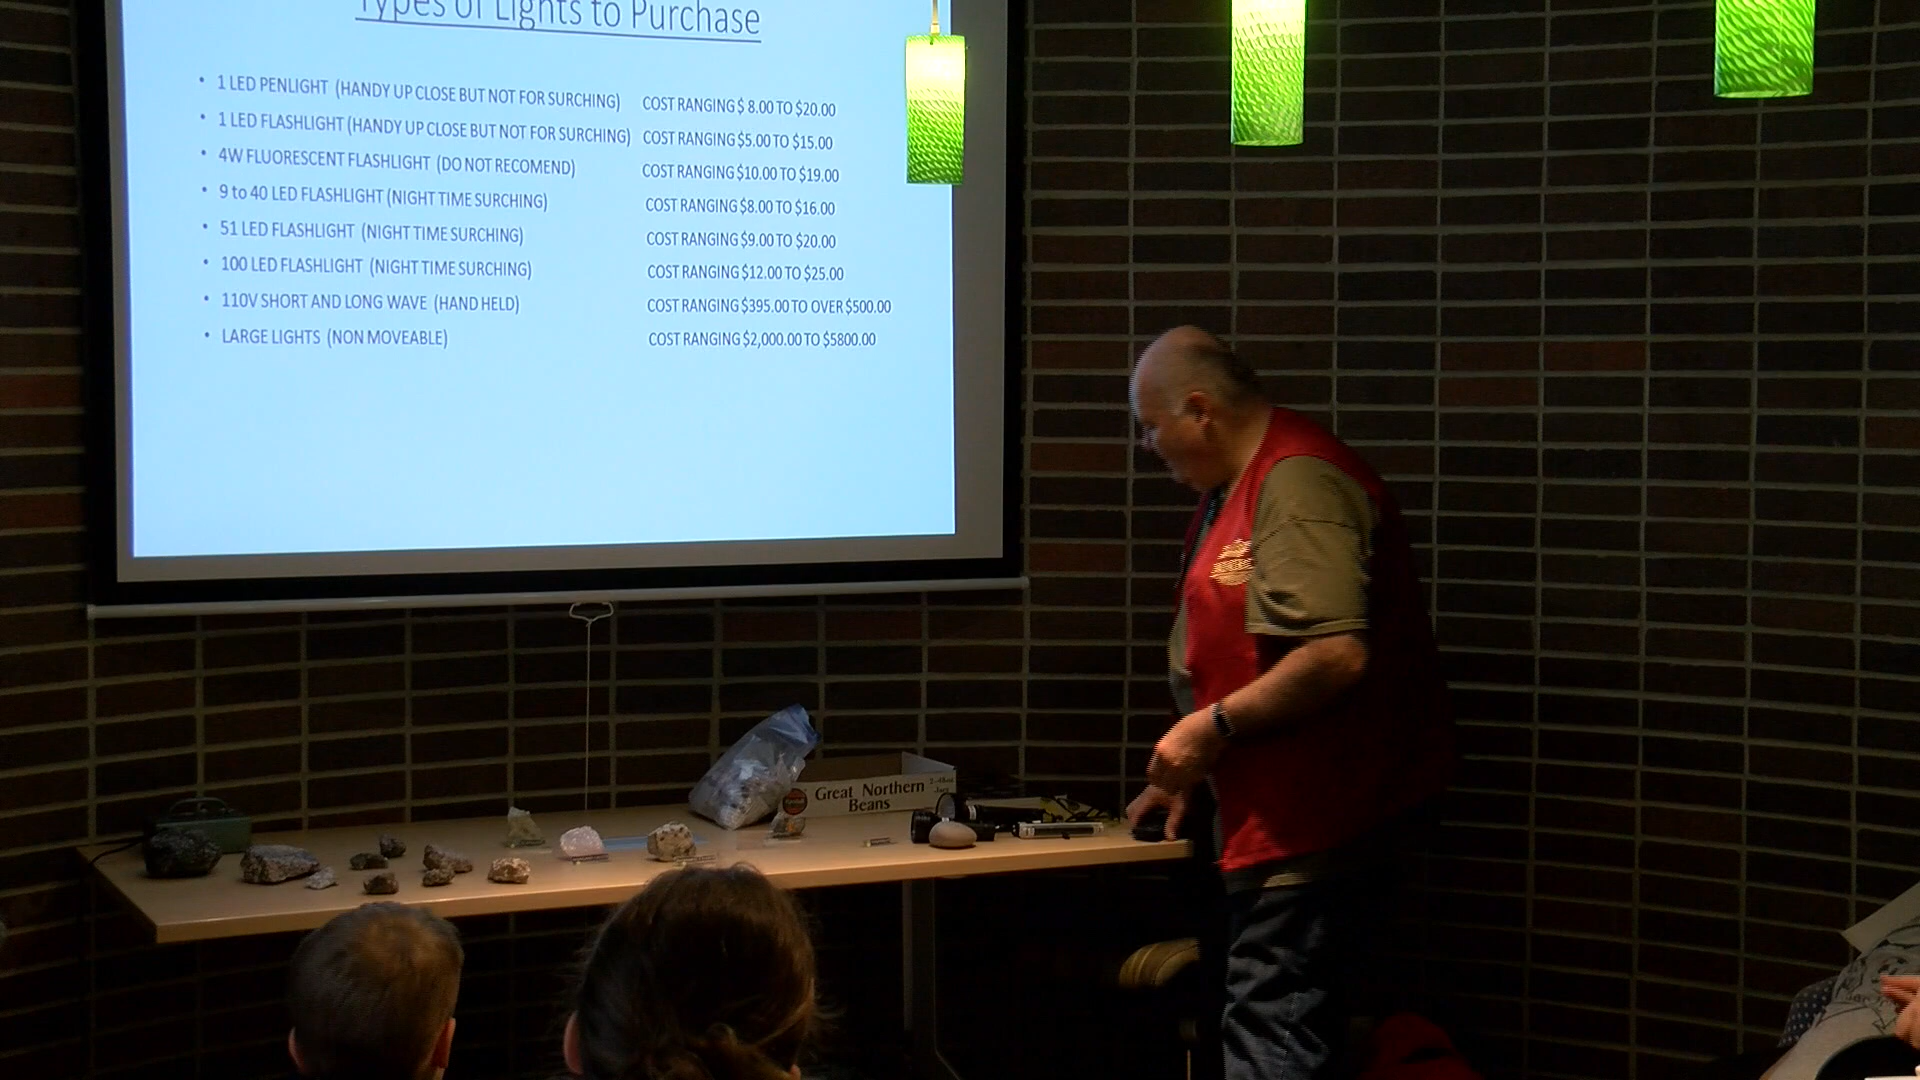 Types of Lights to Purchase
• 1 LED PENLIGHT (HANDY UP CLOSE BUT NOT FOR SURCHING) COST RANGING $ 8.00 TO $20.00
• 1 LED FLASHLIGHT (HANDY UP CLOSE BUT NOT FOR SURCHING) COST RANGING $5.00 TO $15.00
• 4W FLUORESCENT FLASHLIGHT (DO NOT RECOMEND) COST RANGING $10.00 TO $19.00
• 9 to 40 LED FLASHLIGHT (NIGHT TIME SURCHING) COST RANGING $8.00 TO $16.00
• 51 LED FLASHLIGHT (NIGHT TIME SURCHING) COST RANGING $9.00 TO $20.00
• 100 LED FLASHLIGHT (NIGHT TIME SURCHING) COST RANGING $12.00 TO $25.00
• 110V SHORT AND LONG WAVE (HAND HELD) COST RANGING $395.00 TO OVER $500.00
• LARGE LIGHTS (NON MOVEABLE) COST RANGING $2,000.00 TO $5800.00
Great Northern
Beans